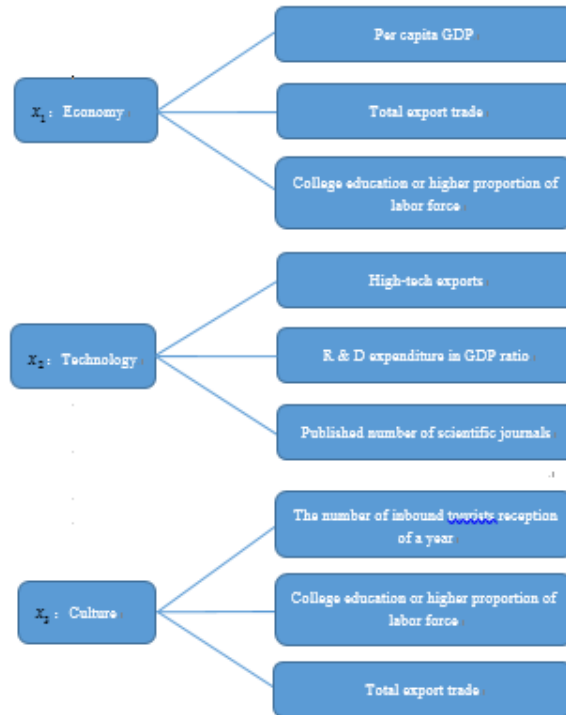 Per capita GDP
x₁： Economy
Total export trade
College education or higher proportion of
labor force
High-tech exports
x₂： Technology
R & D expenditure in GDP ratio
Published number of scientific journals
The number of inbound tourists reception
of a year
x₃： Culture
College education or higher proportion of
labor force
Total export trade